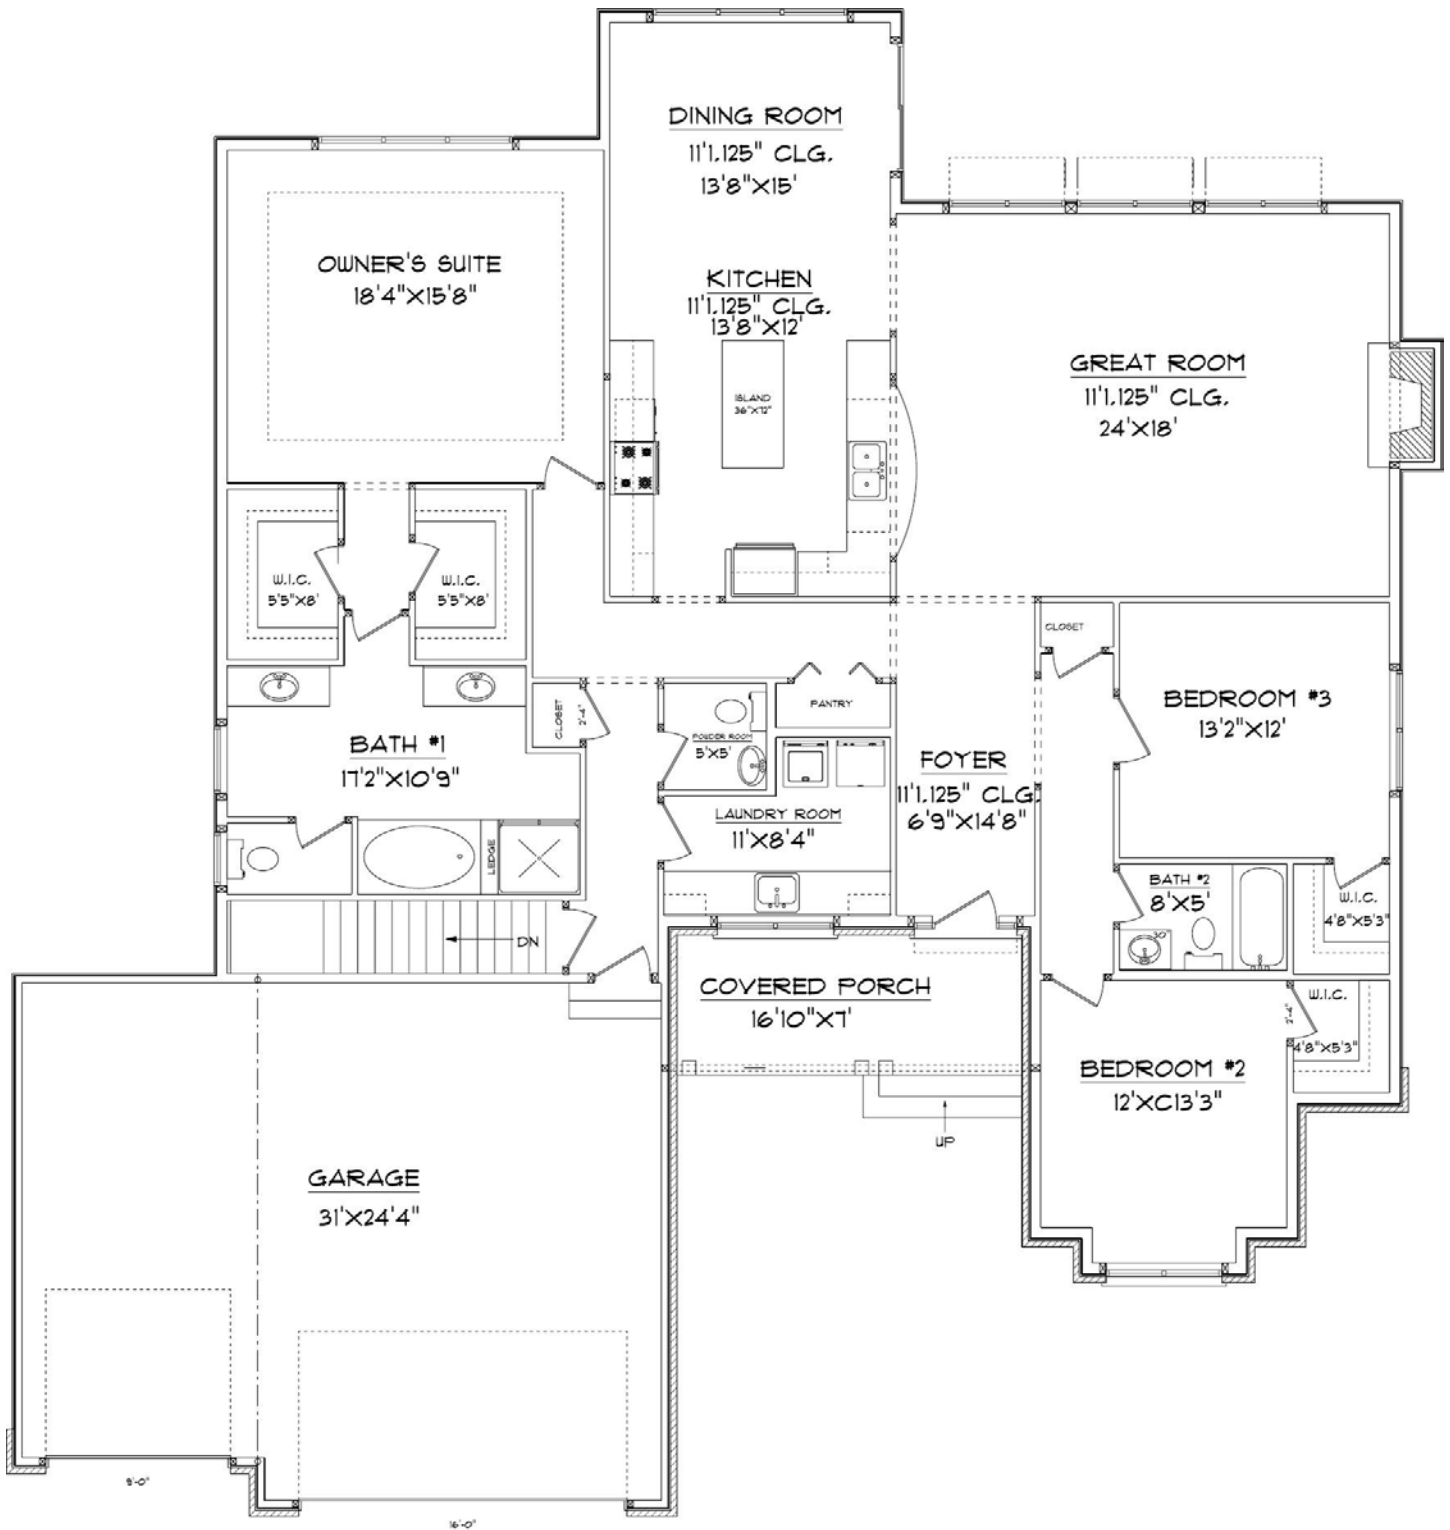 DINING ROOM
11'1.125" CLG.
13'8"X15'
OWNER'S SUITE
18'4"X15'8"
KITCHEN
11'1.125" CLG.
13'8"X12'
ISLAND
36"X72"
GREAT ROOM
11'1.125" CLG.
24'X18'
W.I.C.
5'5"X8'
W.I.C.
5'5"X8'
CLOSET
BEDROOM #3
13'2"X12'
CLOSET
2'-4"
PANTRY
POWDER ROOM
5'X5'
BATH #1
17'2"X10'9"
FOYER
11'1.125" CLG.
6'9"X14'8"
LAUNDRY ROOM
11'X8'4"
LEDGE
BATH #2
8'X5'
30"
W.I.C.
4'8"X5'3"
DN
COVERED PORCH
16'10"X7'
W.I.C.
2'-4"
4'8"X5'3"
BEDROOM #2
12'XC13'3"
UP
GARAGE
31'X24'4"
16'-0"